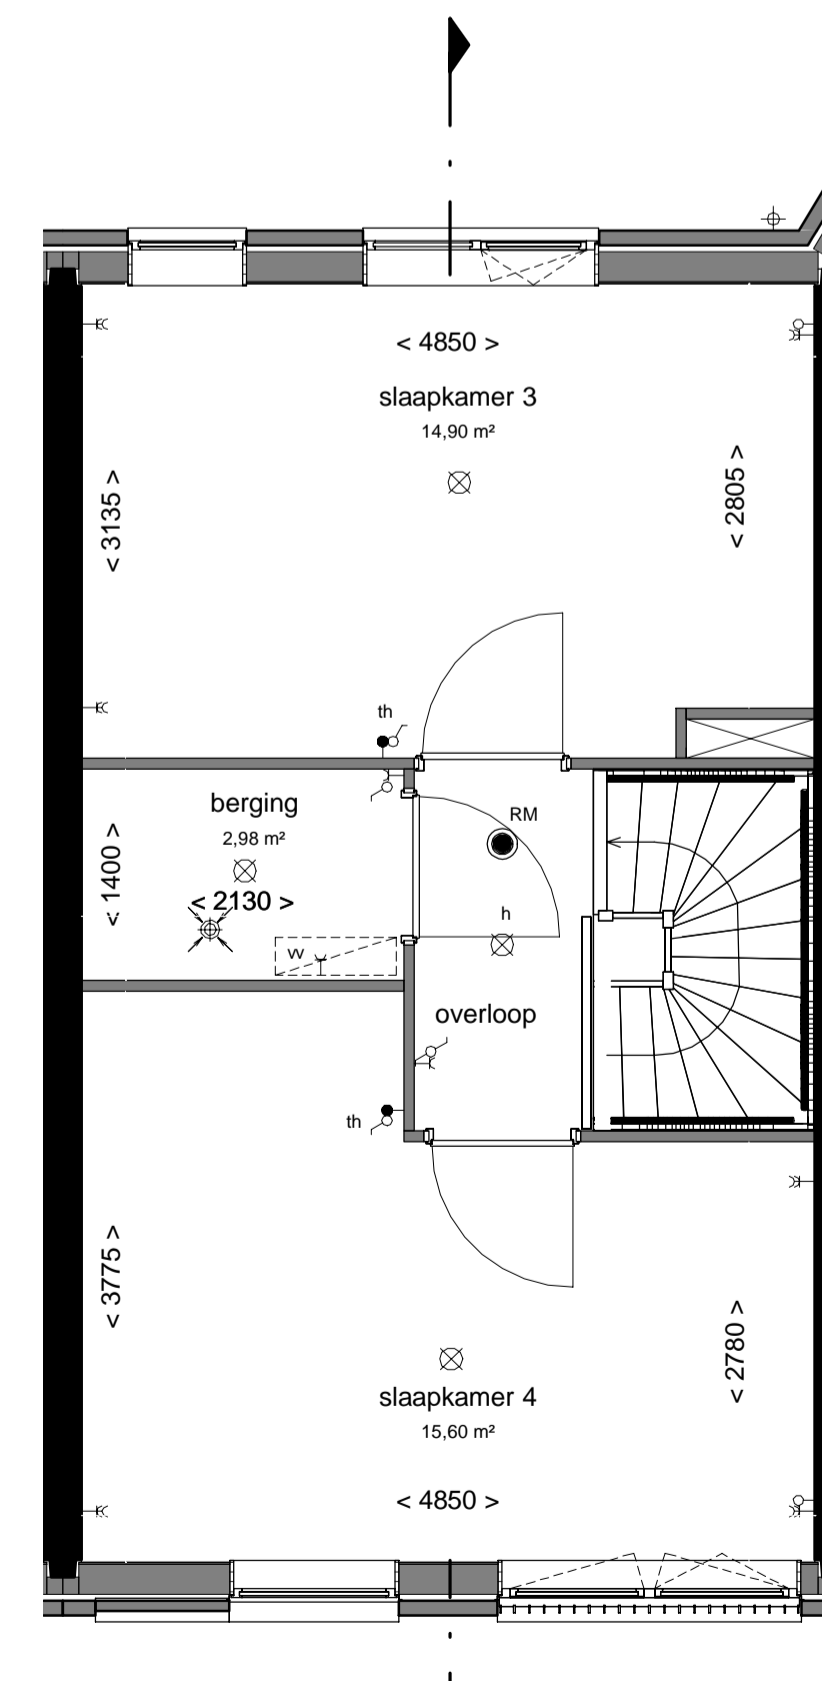 < 4850 >
slaapkamer 3
14,90 m²
< 3135 >
< 2805 >
th
berging
2,98 m²
< 1400 >
< 2130 >
RM
h
overloop
th
< 3775 >
< 2780 >
slaapkamer 4
15,60 m²
< 4850 >